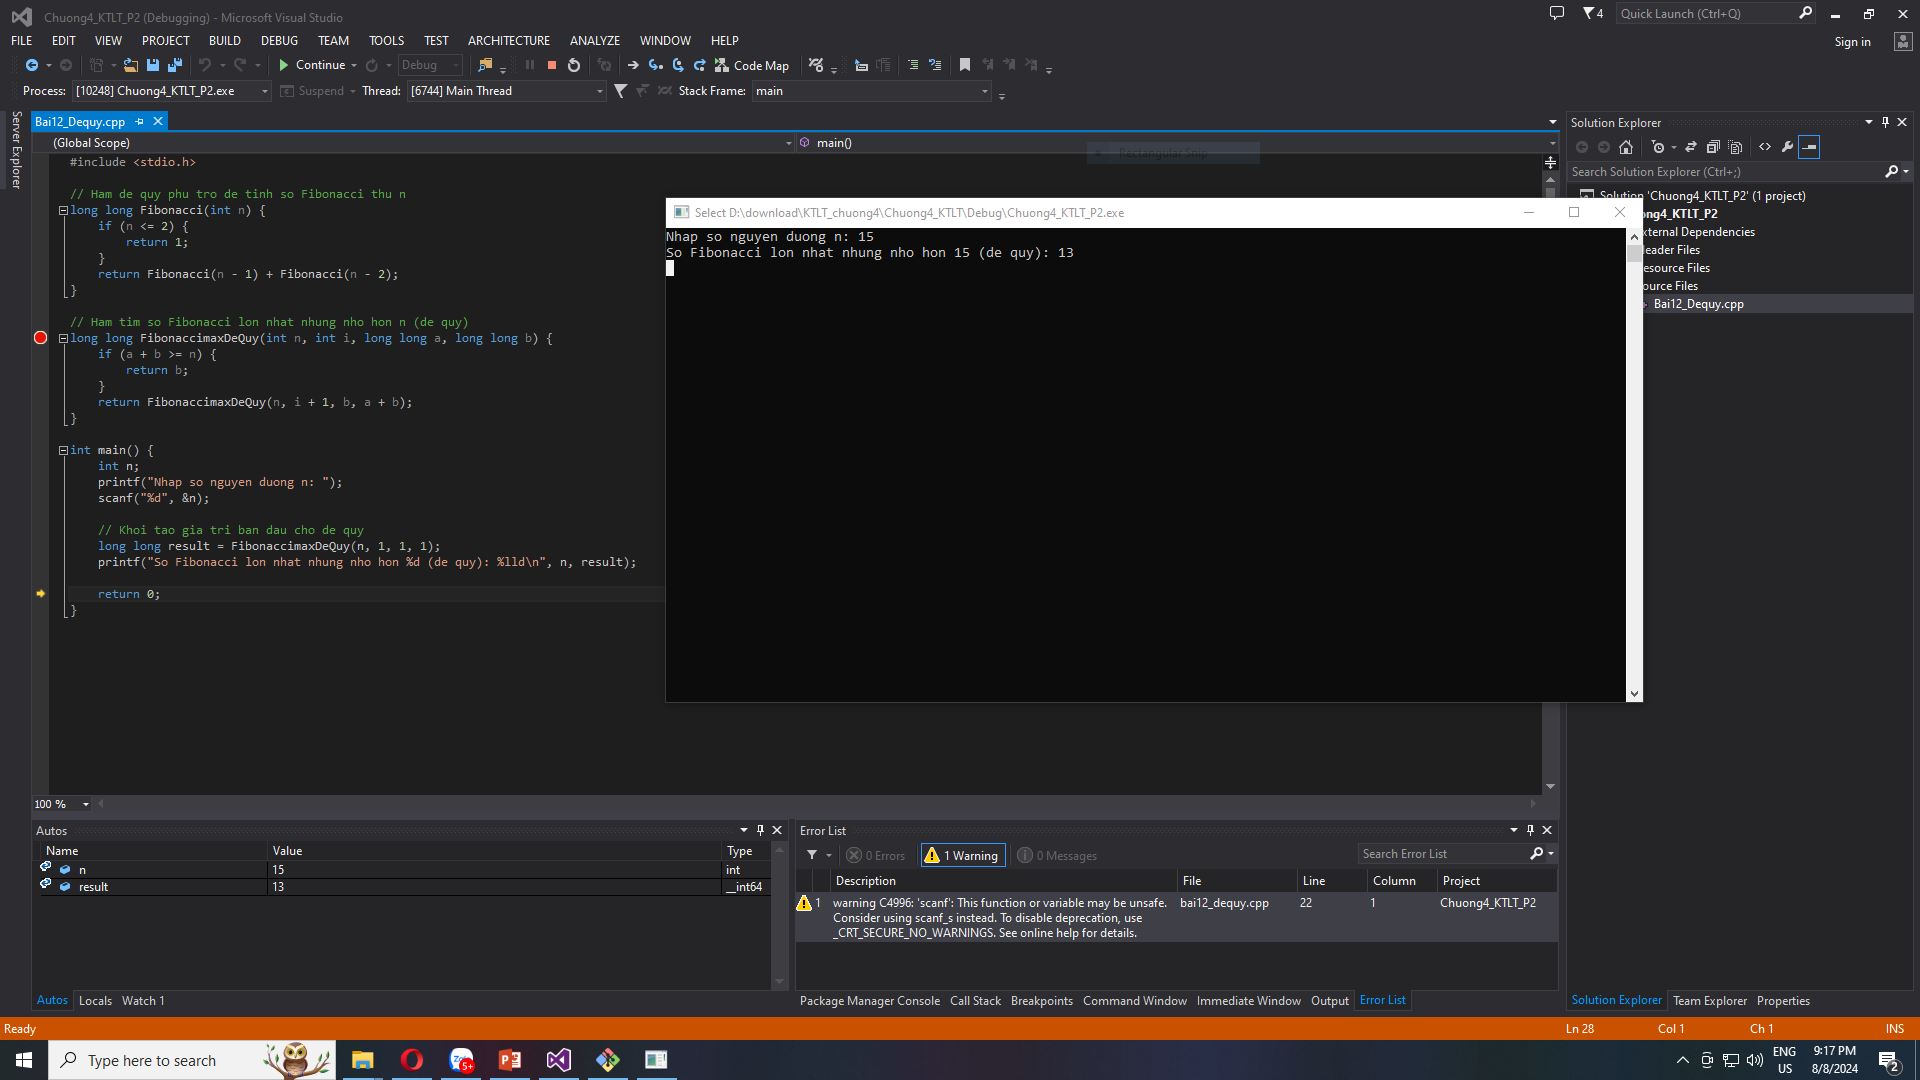 Chuong4_KTLT_P2 (Debugging) - Microsoft Visual Studio
4
Quick Launch (Ctrl+Q)
FILE EDIT VIEW PROJECT BUILD DEBUG TEAM TOOLS TEST ARCHITECTURE ANALYZE WINDOW HELP
Sign in
Continue Debug Code Map
Process: [10248] Chuong4_KTLT_P2.exe Suspend Thread: [6744] Main Thread Stack Frame: main
Server Explorer
Bai12_Dequy.cpp
(Global Scope) main()
Rectangular Snip
#include <stdio.h>
// Ham de quy phu tro de tinh so Fibonacci thu n
long long Fibonacci(int n) {
if (n <= 2) {
return 1;
}
return Fibonacci(n - 1) + Fibonacci(n - 2);
}
// Ham tim so Fibonacci lon nhat nhung nho hon n (de quy)
long long FibonaccimaxDeQuy(int n, int i, long long a, long long b) {
if (a + b >= n) {
return b;
}
return FibonaccimaxDeQuy(n, i + 1, b, a + b);
}
int main() {
int n;
printf("Nhap so nguyen duong n: ");
scanf("%d", &n);
// Khoi tao gia tri ban dau cho de quy
long long result = FibonaccimaxDeQuy(n, 1, 1, 1);
printf("So Fibonacci lon nhat nhung nho hon %d (de quy): %lld\n", n, result);
return 0;
}
100 %
Select D:\download\KTLT_chuong4\Chuong4_KTLT\Debug\Chuong4_KTLT_P2.exe
Nhap so nguyen duong n: 15
So Fibonacci lon nhat nhung nho hon 15 (de quy): 13
Solution Explorer
Search Solution Explorer (Ctrl+;)
Solution 'Chuong4_KTLT_P2' (1 project)
ong4_KTLT_P2
xternal Dependencies
eader Files
esource Files
ource Files
Bai12_Dequy.cpp
Autos
Name Value Type
n 15 int
result 13 __int64
Autos Locals Watch 1
Error List
0 Errors 1 Warning 0 Messages Search Error List
Description File Line Column Project
1 warning C4996: 'scanf': This function or variable may be unsafe. bai12_dequy.cpp 22 1 Chuong4_KTLT_P2
Consider using scanf_s instead. To disable deprecation, use
_CRT_SECURE_NO_WARNINGS. See online help for details.
Package Manager Console Call Stack Breakpoints Command Window Immediate Window Output Error List
Solution Explorer Team Explorer Properties
Ready Ln 28 Col 1 Ch 1 INS
Type here to search
5+
ENG
US
9:17 PM
8/8/2024
2